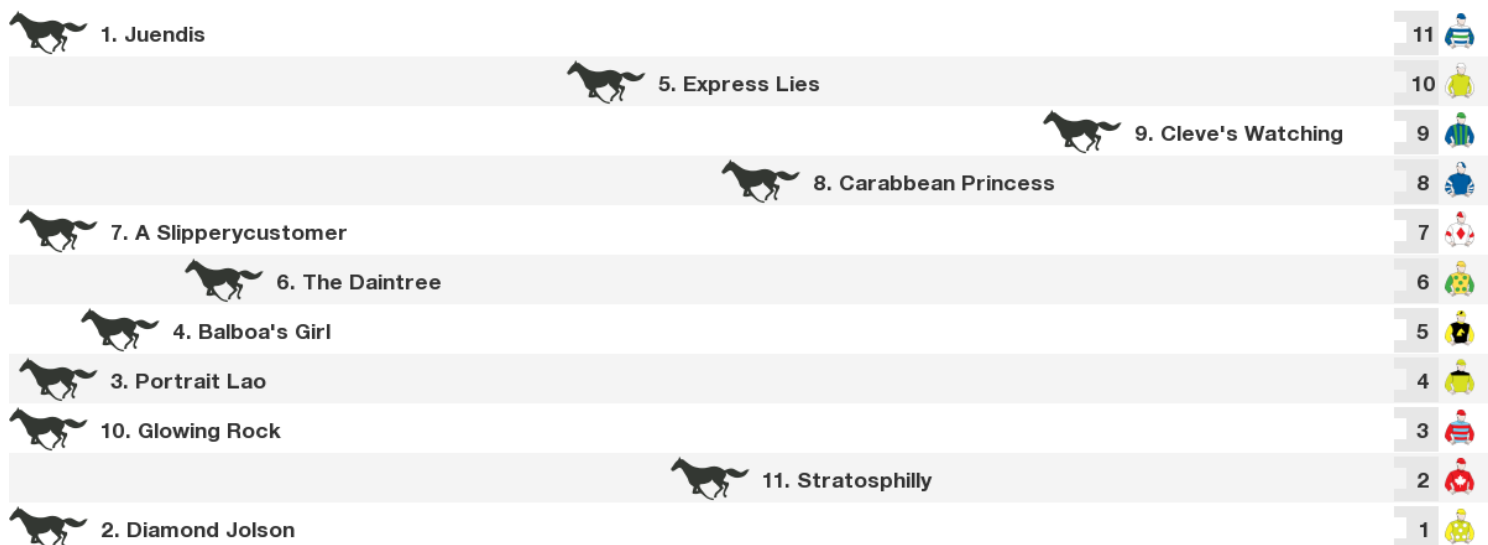 1. Juendis 11
5. Express Lies 10
9. Cleve's Watching 9
8. Carabbean Princess 8
7. A Slipperycustomer 7
6. The Daintree 6
4. Balboa's Girl 5
3. Portrait Lao 4
10. Glowing Rock 3
11. Stratosphilly 2
2. Diamond Jolson 1